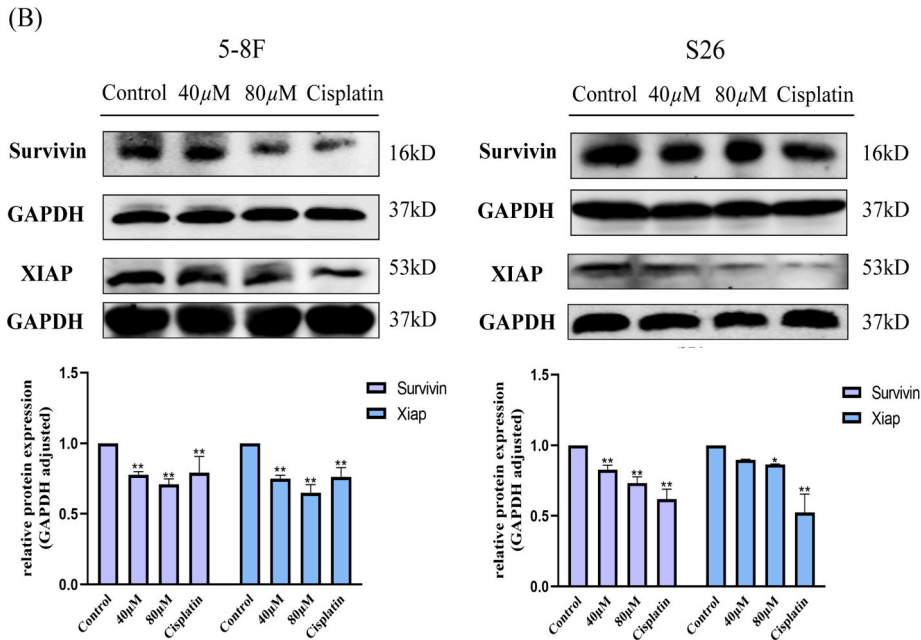 (B)
5-8F
Control 40μM 80μM Cisplatin
Survivin 16kD
GAPDH 37kD
XIAP 53kD
GAPDH 37kD
S26
Control 40μM 80μM Cisplatin
Survivin 16kD
GAPDH 37kD
XIAP 53kD
GAPDH 37kD
relative protein expression
(GAPDH adjusted)
1.5
1.0
0.5
0.0
Survivin
Xiap
** ** ** ** ** **
Control 40μM 80μM Cisplatin Control 40μM 80μM Cisplatin
relative protein expression
(GAPDH adjusted)
1.5
1.0
0.5
0.0
Survivin
Xiap
** ** ** * **
Control 40μM 80μM Cisplatin Control 40μM 80μM Cisplatin